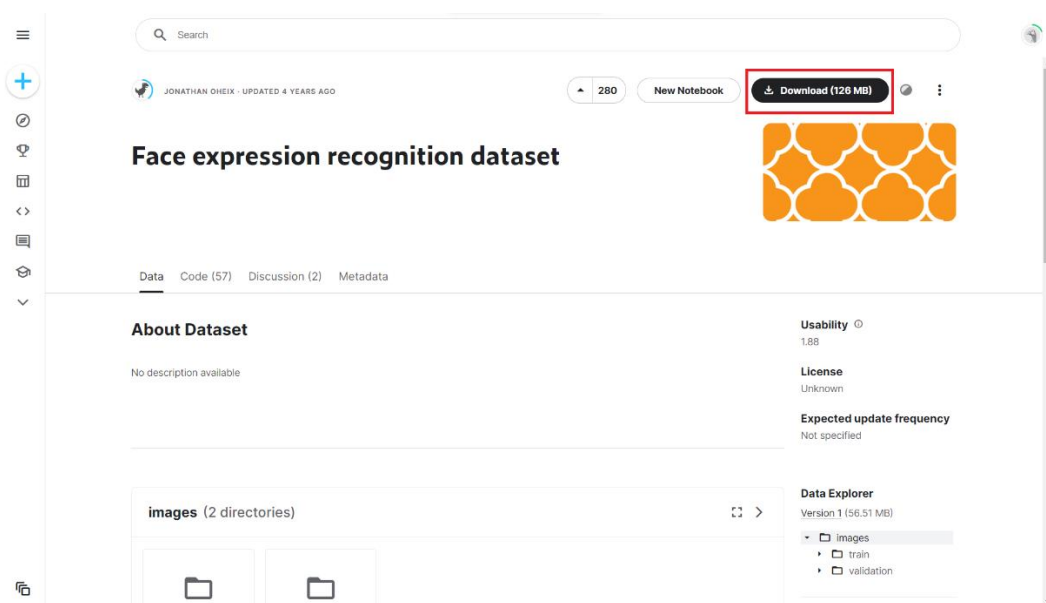 Search
JONATHAN OHEIX · UPDATED 4 YEARS AGO
280
New Notebook
Download (126 MB)
Face expression recognition dataset
Data
Code (57)
Discussion (2)
Metadata
About Dataset
No description available
Usability
1.88
License
Unknown
Expected update frequency
Not specified
images (2 directories)
Data Explorer
Version 1 (56.51 MB)
images
train
validation